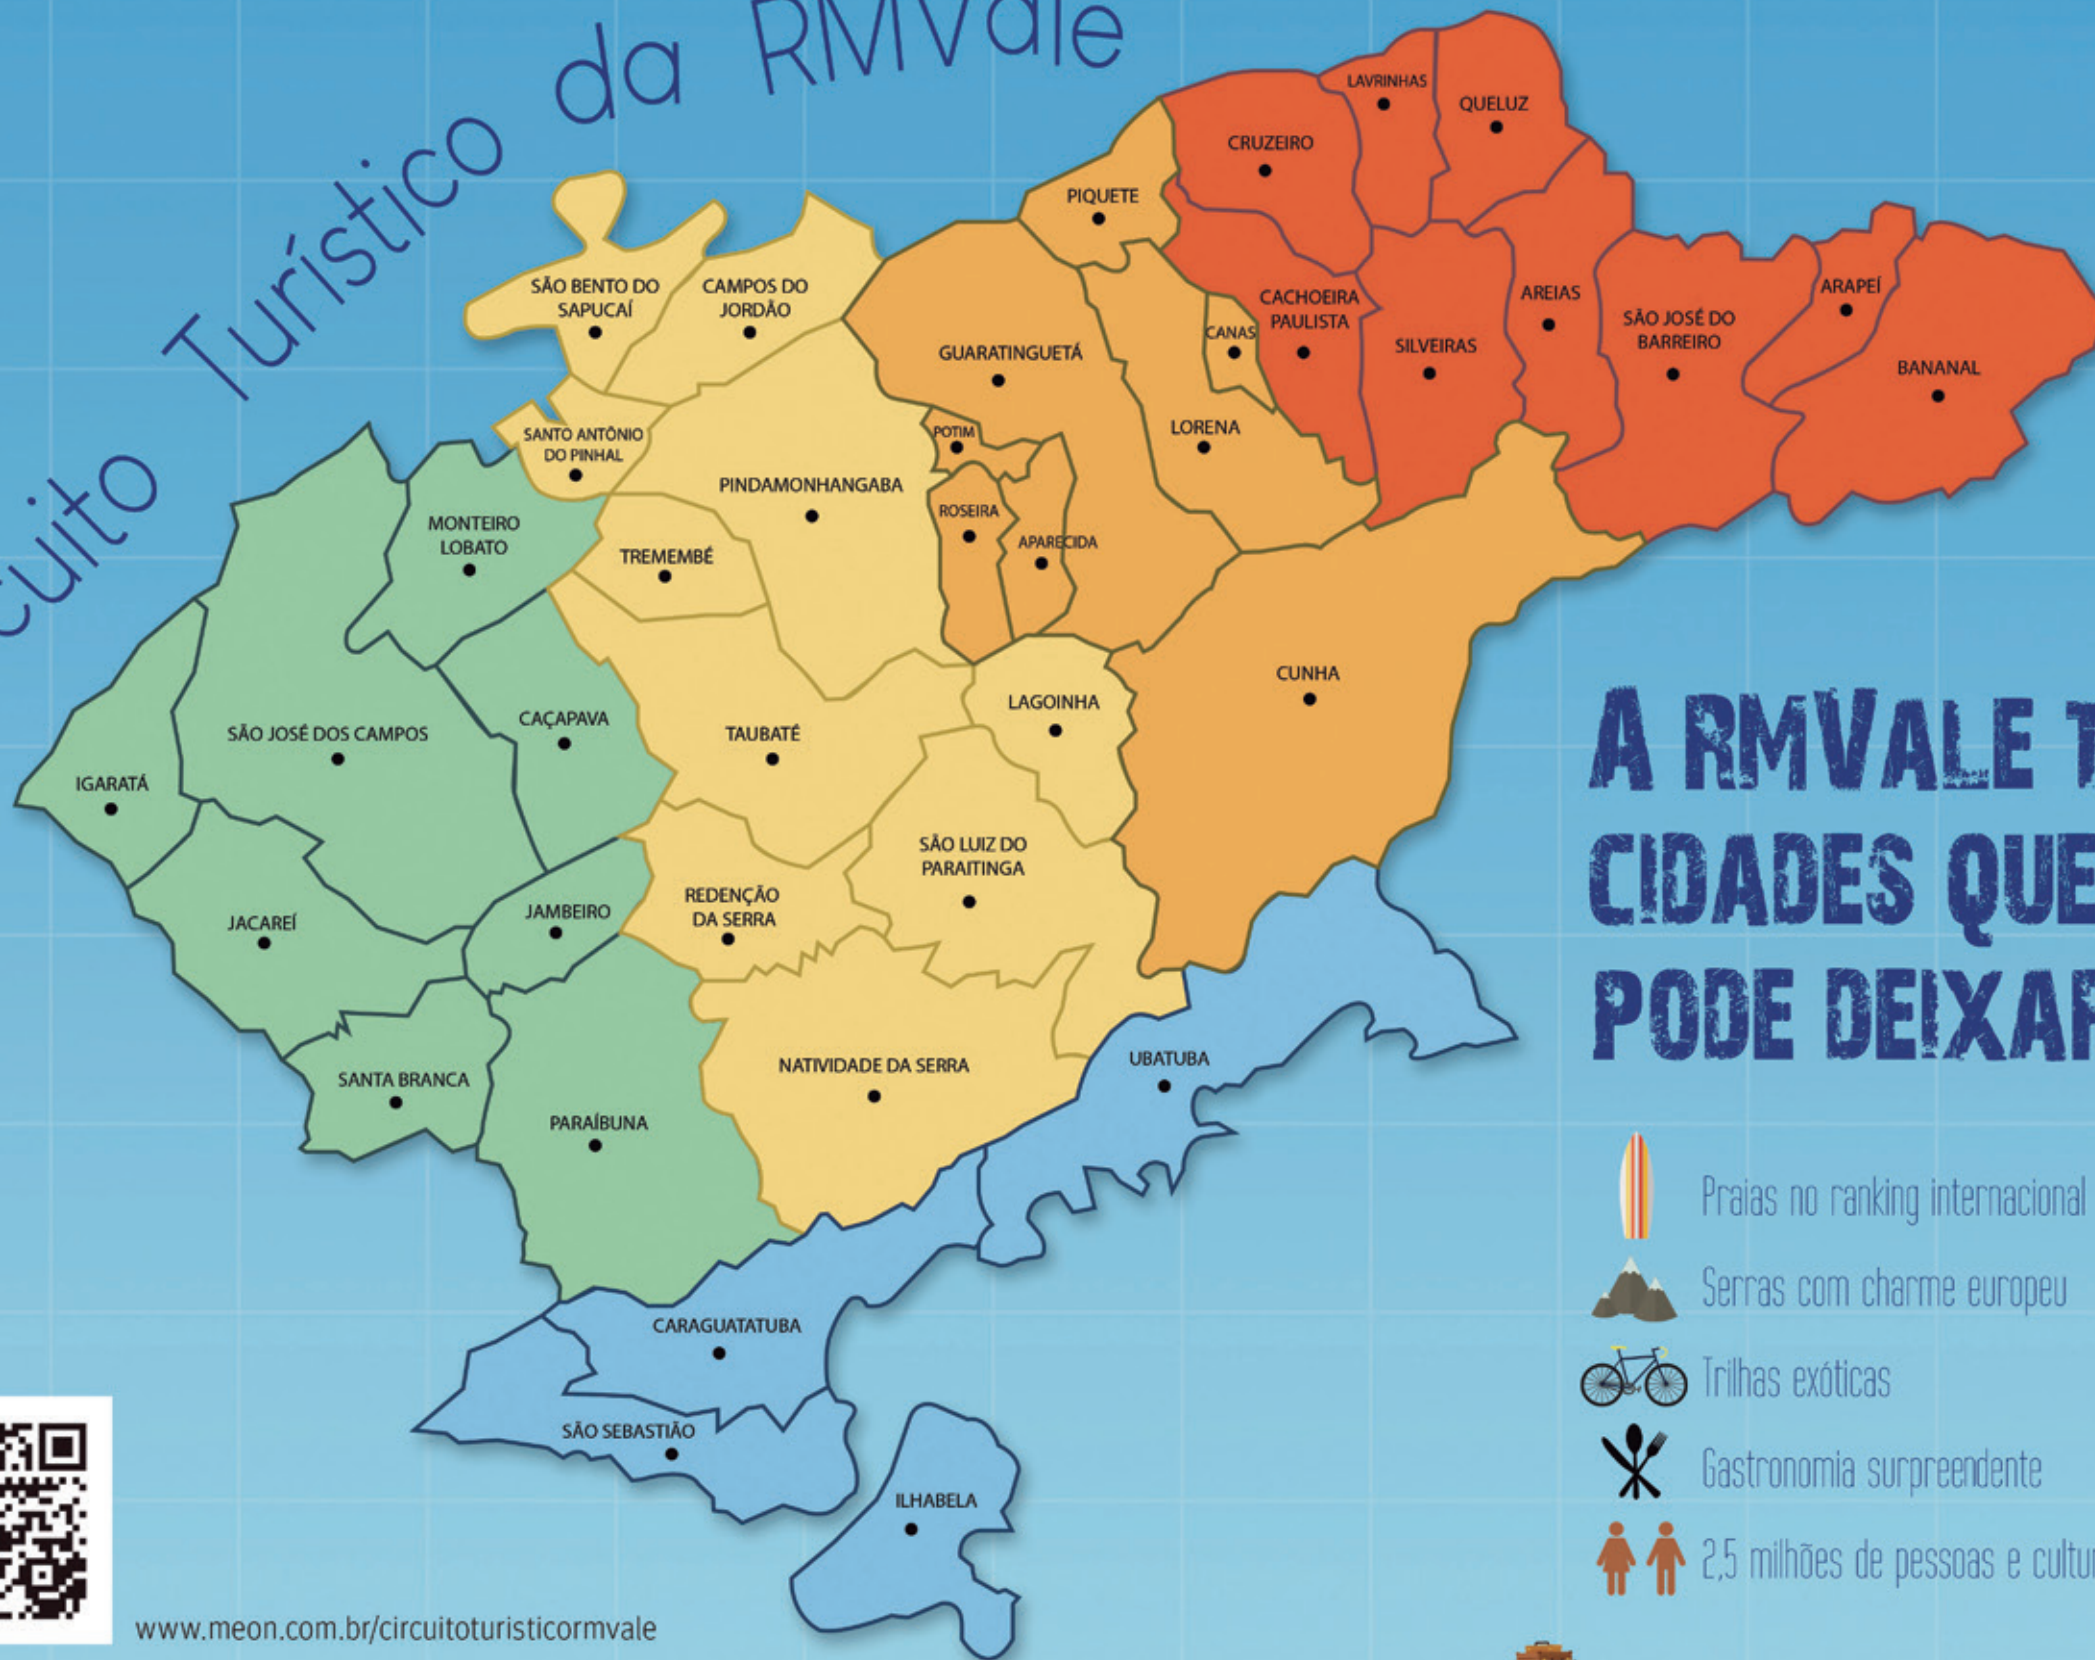 cuito Turístico da RMVale
LAVRINHAS
QUELUZ
CRUZEIRO
PIQUETE
SÃO BENTO DO
SAPUCAÍ
CAMPOS DO
JORDÃO
CACHOEIRA
PAULISTA
CANAS
SILVEIRAS
AREIAS
SÃO JOSÉ DO
BARREIRO
ARAPEÍ
BANANAL
GUARATINGUETÁ
SANTO ANTÔNIO
DO PINHAL
POTIM
LORENA
PINDAMONHANGABA
ROSEIRA
APARECIDA
MONTEIRO
LOBATO
TREMEMBÉ
CUNHA
LAGOINHA
SÃO JOSÉ DOS CAMPOS
CAÇAPAVA
TAUBATÉ
IGARATÁ
SÃO LUIZ DO
PARAITINGA
REDENÇÃO
DA SERRA
JACAREÍ
JAMBEIRO
SANTA BRANCA
NATIVIDADE DA SERRA
UBATUBA
PARAÍBUNA
CARAGUATATUBA
SÃO SEBASTIÃO
ILHABELA
A RMVALE T
CIDADES QUE
PODE DEIXAR
Praias no ranking internacional
Serras com charme europeu
Trilhas exóticas
Gastronomia surpreendente
2,5 milhões de pessoas e cultur
www.meon.com.br/circuitoturisticormvale